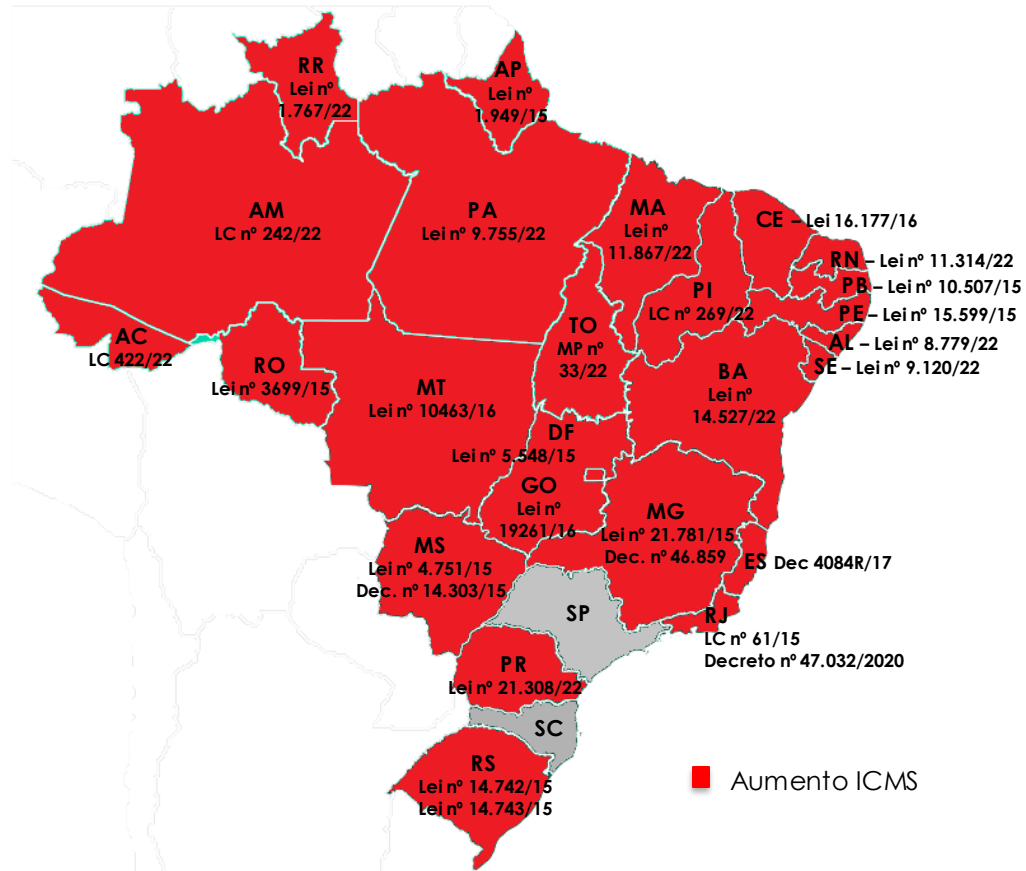 RR
Lei nº
1.767/22
AP
Lei nº
1.949/15
AM
LC nº 242/22
PA
Lei nº 9.755/22
MA
Lei nº
11.867/22
CE – Lei 16.177/16
RN – Lei nº 11.314/22
PB – Lei nº 10.507/15
PE – Lei nº 15.599/15
AL – Lei nº 8.779/22
SE – Lei nº 9.120/22
PI
LC nº 269/22
TO
MP nº
33/22
AC
LC 422/22
RO
Lei nº 3699/15
MT
Lei nº 10463/16
BA
Lei nº
14.527/22
DF
Lei nº 5.548/15
GO
Lei nº
19261/16
MG
Lei nº 21.781/15
Dec. nº 46.859
ES Dec 4084R/17
MS
Lei nº 4.751/15
Dec. nº 14.303/15
SP
RJ
LC nº 61/15
Decreto nº 47.032/2020
PR
Lei nº 21.308/22
SC
RS
Lei nº 14.742/15
Lei nº 14.743/15
Aumento ICMS